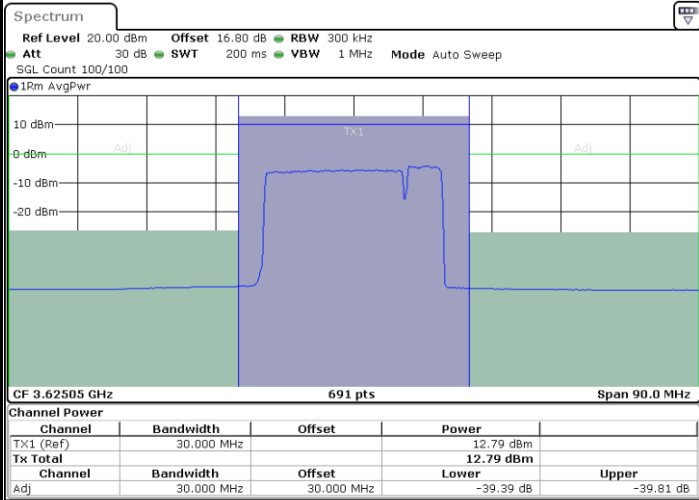 Spectrum
Ref Level 20.00 dBm Offset 16.80 dB RBW 300 kHz
Att 30 dB SWT 200 ms VBW 1 MHz Mode Auto Sweep
SGL Count 100/100
1Rm AvgPwr
10 dBm
TX1
Adj
Adj
0 dBm
-10 dBm
-20 dBm
CF 3.62505 GHz 691 pts Span 90.0 MHz
Channel Power
Channel Bandwidth Offset Power
TX1 (Ref) 30.000 MHz 12.79 dBm
Tx Total 12.79 dBm
Channel Bandwidth Offset Lower Upper
Adj 30.000 MHz 30.000 MHz -39.39 dB -39.81 dB